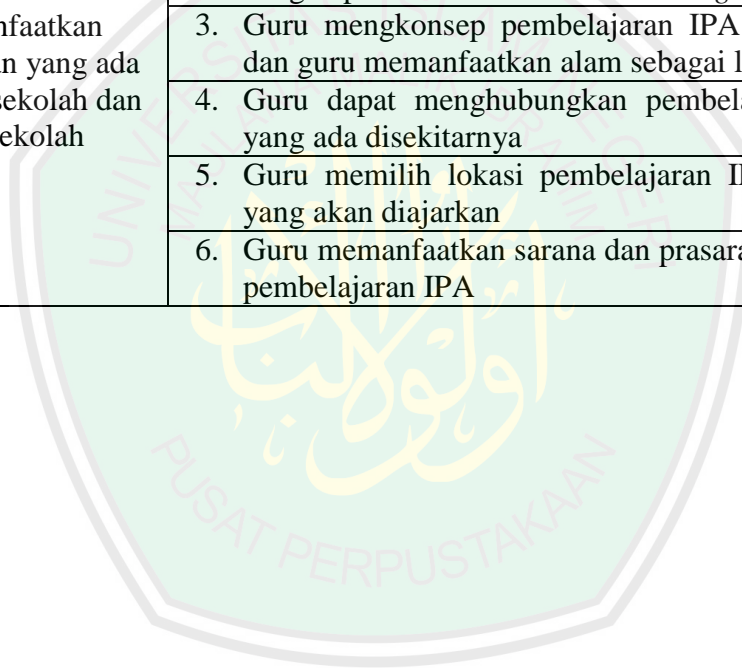 nfaatkan
n yang ada
sekolah dan
ekolah
3. Guru mengkonsep pembelajaran IPA
dan guru memanfaatkan alam sebagai l
4. Guru dapat menghubungkan pembela
yang ada disekitarnya
5. Guru memilih lokasi pembelajaran I
yang akan diajarkan
6. Guru memanfaatkan sarana dan prasara
pembelajaran IPA
PUSAT PERPUSTAKAAN